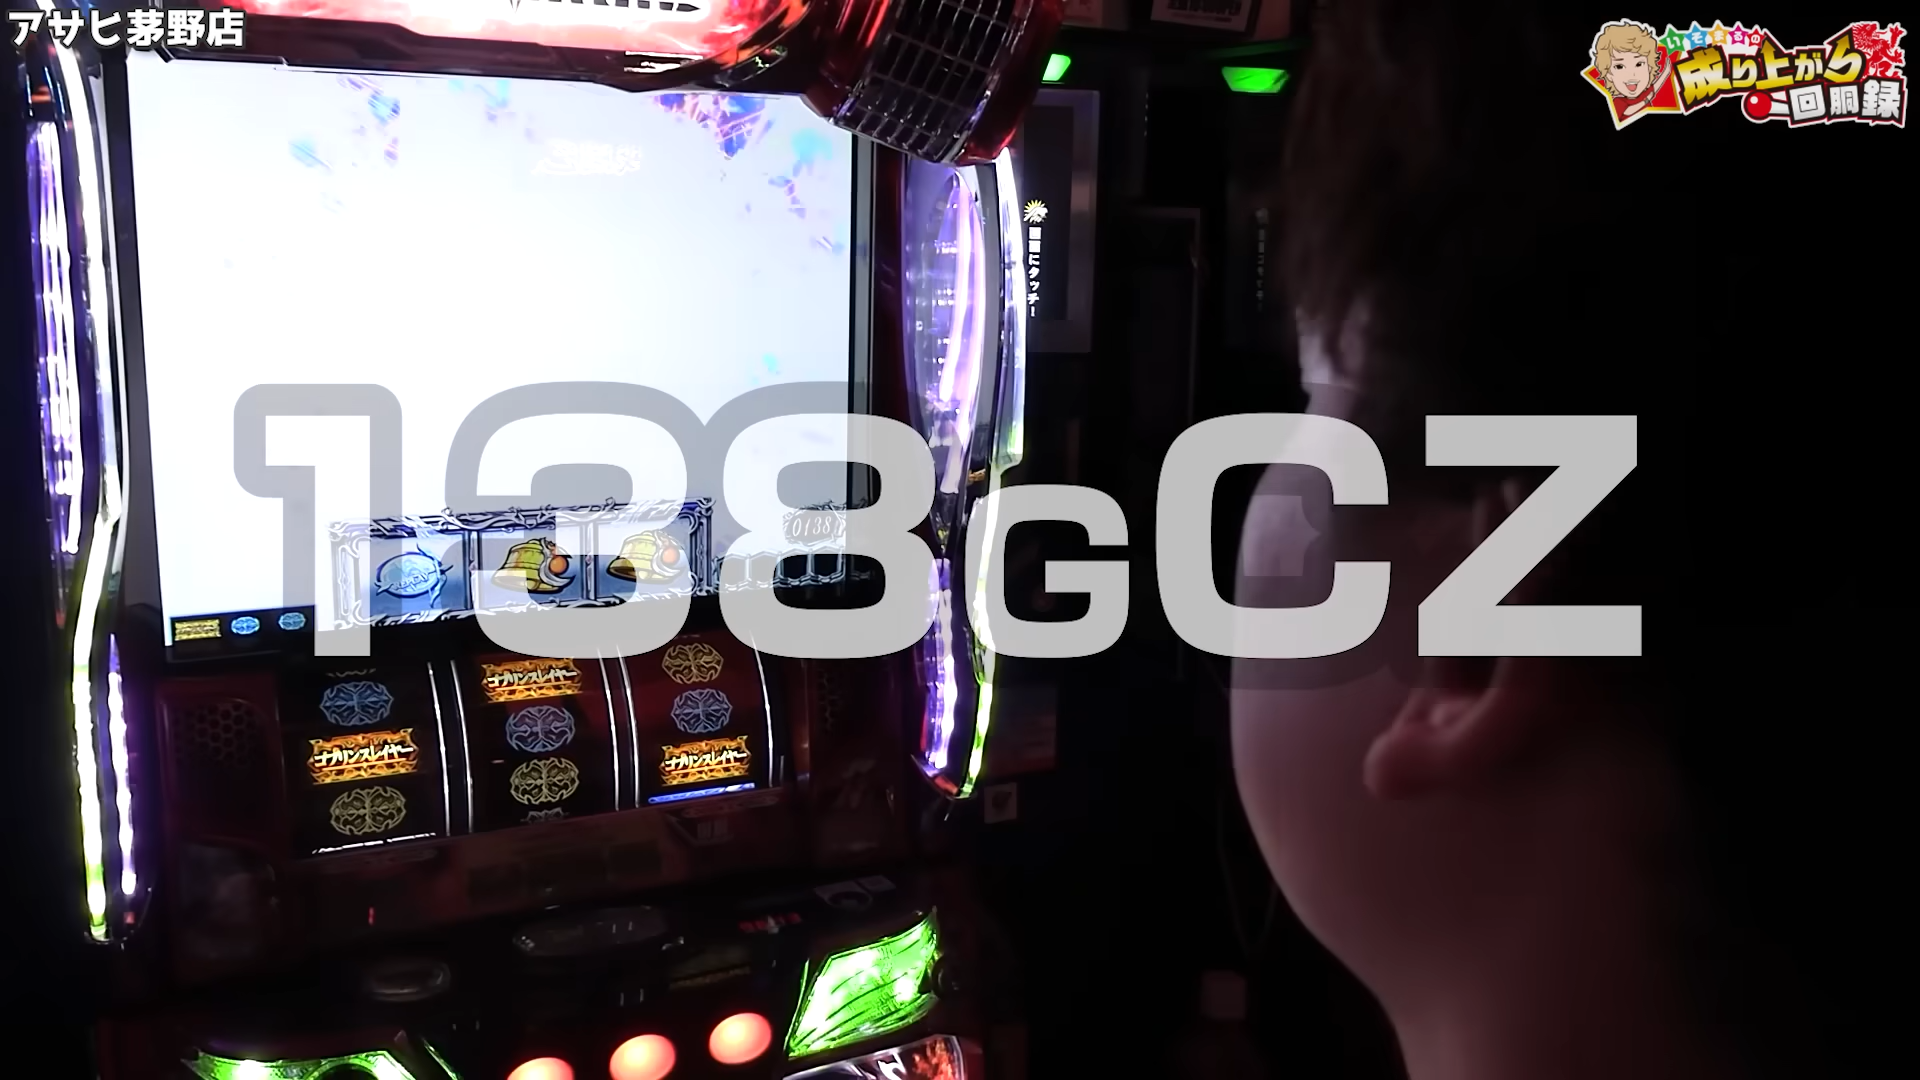 アサヒ茅野店
いそまるの
成り上がり
回胴録
画面にタッチ!
138GCZ
0138
ゴブリンスレイヤー
ゴブリンスレイヤー
ゴブリンスレイヤー